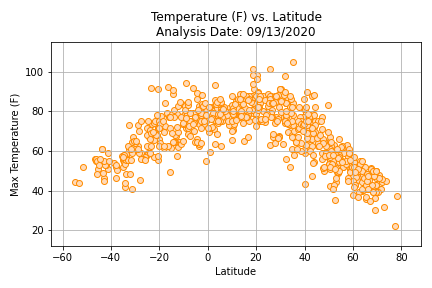 Temperature (F) vs. Latitude
Analysis Date: 09/13/2020
Max Temperature (F)
100
80
60
40
20
−60 −40 −20 0 20 40 60 80
Latitude